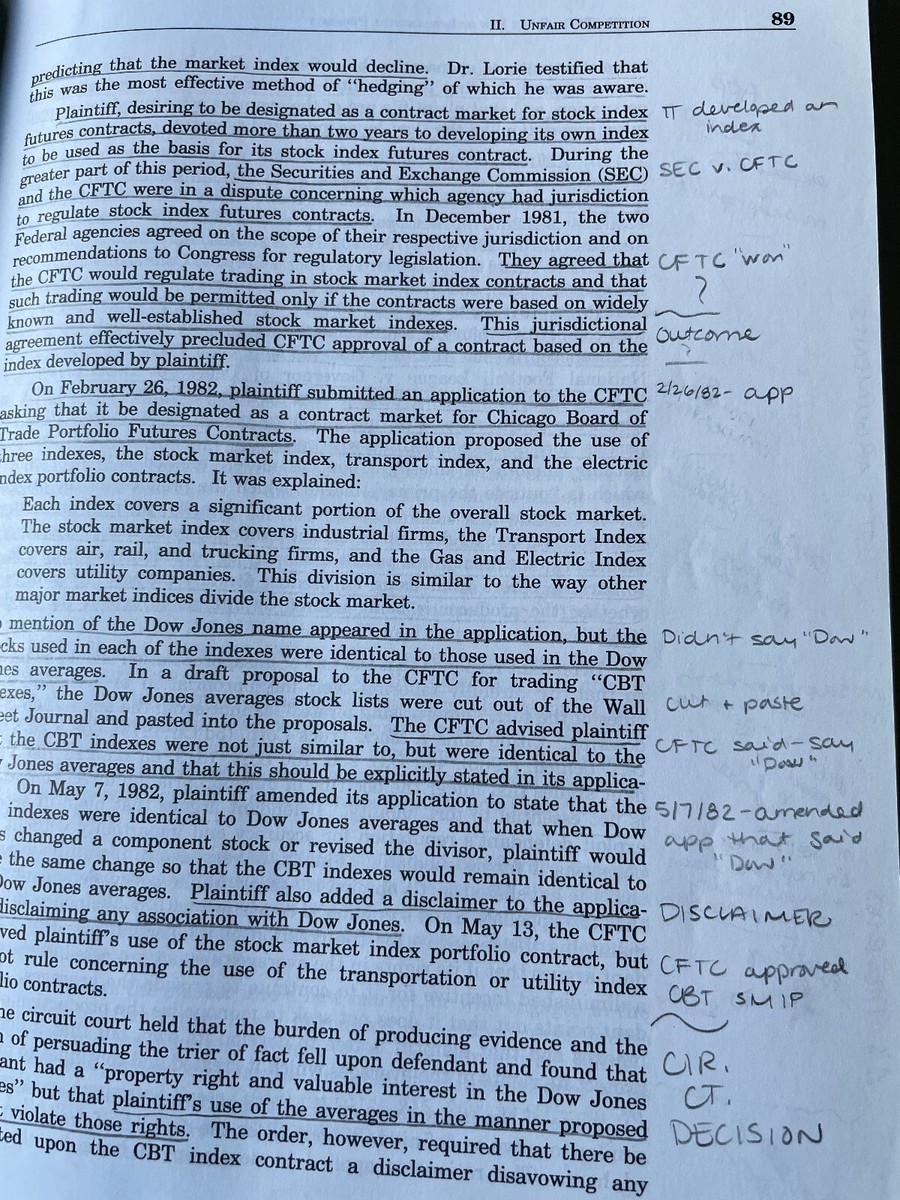 II. UNFAIR COMPETITION 89
predicting that the market index would decline. Dr. Lorie testified that
this was the most effective method of "hedging" of which he was aware.
Plaintiff, desiring to be designated as a contract market for stock index
futures contracts, devoted more than two years to developing its own index
to be used as the basis for its stock index futures contract. During the
greater part of this period, the Securities and Exchange Commission (SEC)
and the CFTC were in a dispute concerning which agency had jurisdiction
to regulate stock index futures contracts. In December 1981, the two
Federal agencies agreed on the scope of their respective jurisdiction and on
recommendations to Congress for regulatory legislation. They agreed that
the CFTC would regulate trading in stock market index contracts and that
such trading would be permitted only if the contracts were based on widely
known and well-established stock market indexes. This jurisdictional
agreement effectively precluded CFTC approval of a contract based on the
index developed by plaintiff.
On February 26, 1982, plaintiff submitted an application to the CFTC
asking that it be designated as a contract market for Chicago Board of
Trade Portfolio Futures Contracts. The application proposed the use of
hree indexes, the stock market index, transport index, and the electric
ndex portfolio contracts. It was explained:
Each index covers a significant portion of the overall stock market.
The stock market index covers industrial firms, the Transport Index
covers air, rail, and trucking firms, and the Gas and Electric Index
covers utility companies. This division is similar to the way other
major market indices divide the stock market.
o mention of the Dow Jones name appeared in the application, but the
cks used in each of the indexes were identical to those used in the Dow
nes averages. In a draft proposal to the CFTC for trading "CBT
exes," the Dow Jones averages stock lists were cut out of the Wall
eet Journal and pasted into the proposals. The CFTC advised plaintiff
t the CBT indexes were not just similar to, but were identical to the
Jones averages and that this should be explicitly stated in its applica-
On May 7, 1982, plaintiff amended its application to state that the
indexes were identical to Dow Jones averages and that when Dow
s changed a component stock or revised the divisor, plaintiff would
e the same change so that the CBT indexes would remain identical to
Dow Jones averages. Plaintiff also added a disclaimer to the applica-
disclaiming any association with Dow Jones. On May 13, the CFTC
ved plaintiff's use of the stock market index portfolio contract, but
ot rule concerning the use of the transportation or utility index
lio contracts.
he circuit court held that the burden of producing evidence and the
n of persuading the trier of fact fell upon defendant and found that
ant had a "property right and valuable interest in the Dow Jones
es" but that plaintiff's use of the averages in the manner proposed
t violate those rights. The order, however, required that there be
ted upon the CBT index contract a disclaimer disavowing any
π developed an
index
SEC v. CFTC
CFTC "won"
?
Outcome
?
2/26/82- app
Didn't say "Dow"
cut + paste
CFTC said-say
"Dow"
5/7/82-amended
app that said
"Dow"
DISCLAIMER
CFTC approved
CBT SMIP
CIR.
CT.
DECISION